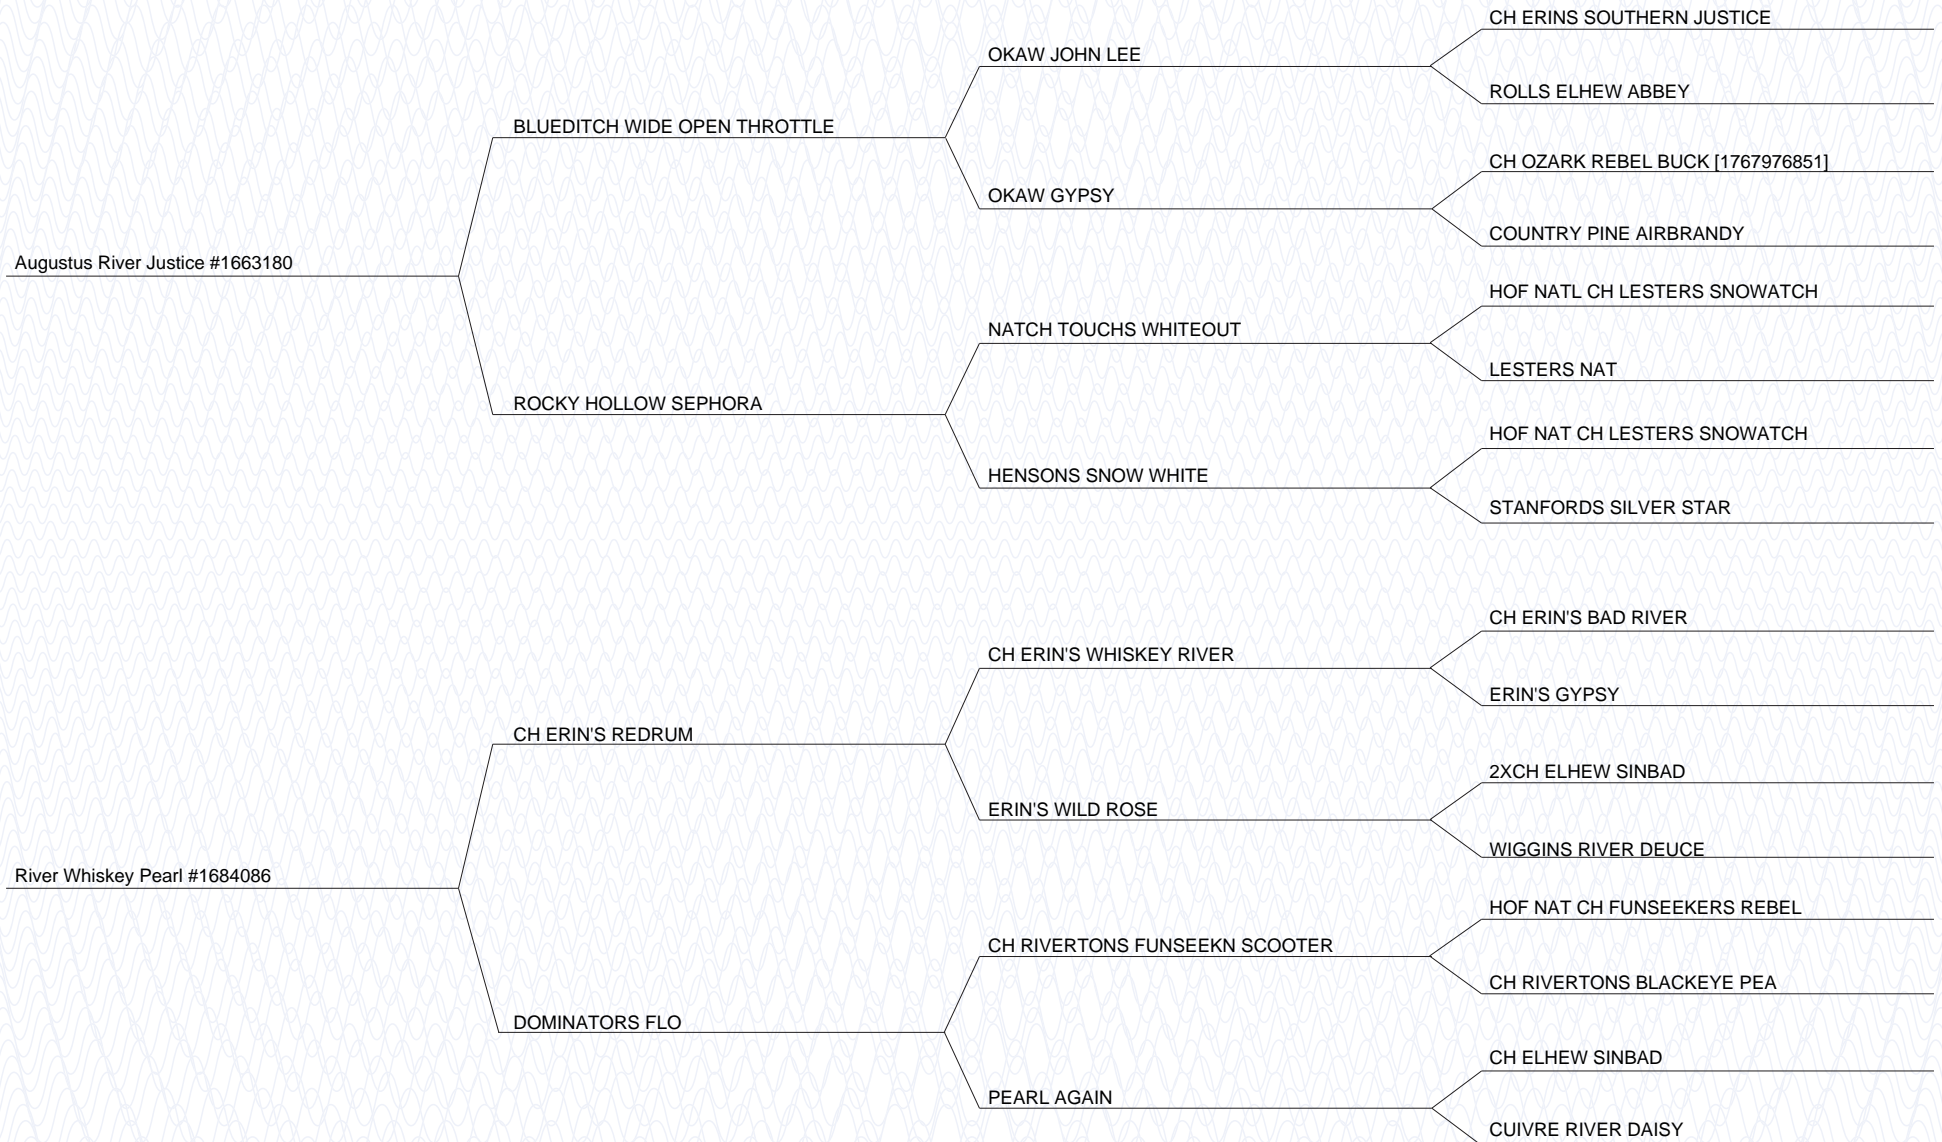 CH ERINS SOUTHERN JUSTICE
OKAW JOHN LEE
ROLLS ELHEW ABBEY
BLUEDITCH WIDE OPEN THROTTLE
CH OZARK REBEL BUCK [1767976851]
OKAW GYPSY
COUNTRY PINE AIRBRANDY
Augustus River Justice #1663180
HOF NATL CH LESTERS SNOWATCH
NATCH TOUCHS WHITEOUT
LESTERS NAT
ROCKY HOLLOW SEPHORA
HOF NAT CH LESTERS SNOWATCH
HENSONS SNOW WHITE
STANFORDS SILVER STAR
CH ERIN'S BAD RIVER
CH ERIN'S WHISKEY RIVER
ERIN'S GYPSY
CH ERIN'S REDRUM
2XCH ELHEW SINBAD
ERIN'S WILD ROSE
WIGGINS RIVER DEUCE
River Whiskey Pearl #1684086
HOF NAT CH FUNSEEKERS REBEL
CH RIVERTONS FUNSEEKN SCOOTER
CH RIVERTONS BLACKEYE PEA
DOMINATORS FLO
CH ELHEW SINBAD
PEARL AGAIN
CUIVRE RIVER DAISY